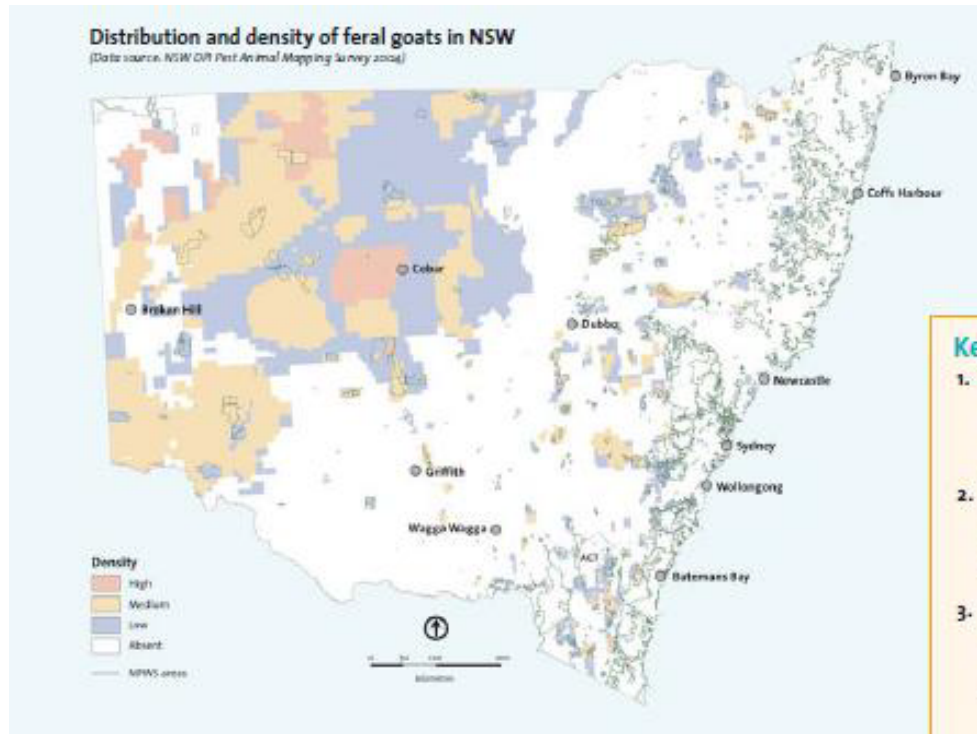 Distribution and density of feral goats in NSW
(Data source: NSW DPI Pest Animal Mapping Survey 2004)
Byron Bay
Coffs Harbour
Cobar
Broken Hill
Dubbo
Ke
1.
Newcastle
Sydney
Griffith
Wollongong
2.
Wagga Wagga
ACT
Batemans Bay
Density
High
Medium
Low
Absent
NPWS areas
3.
kilometres